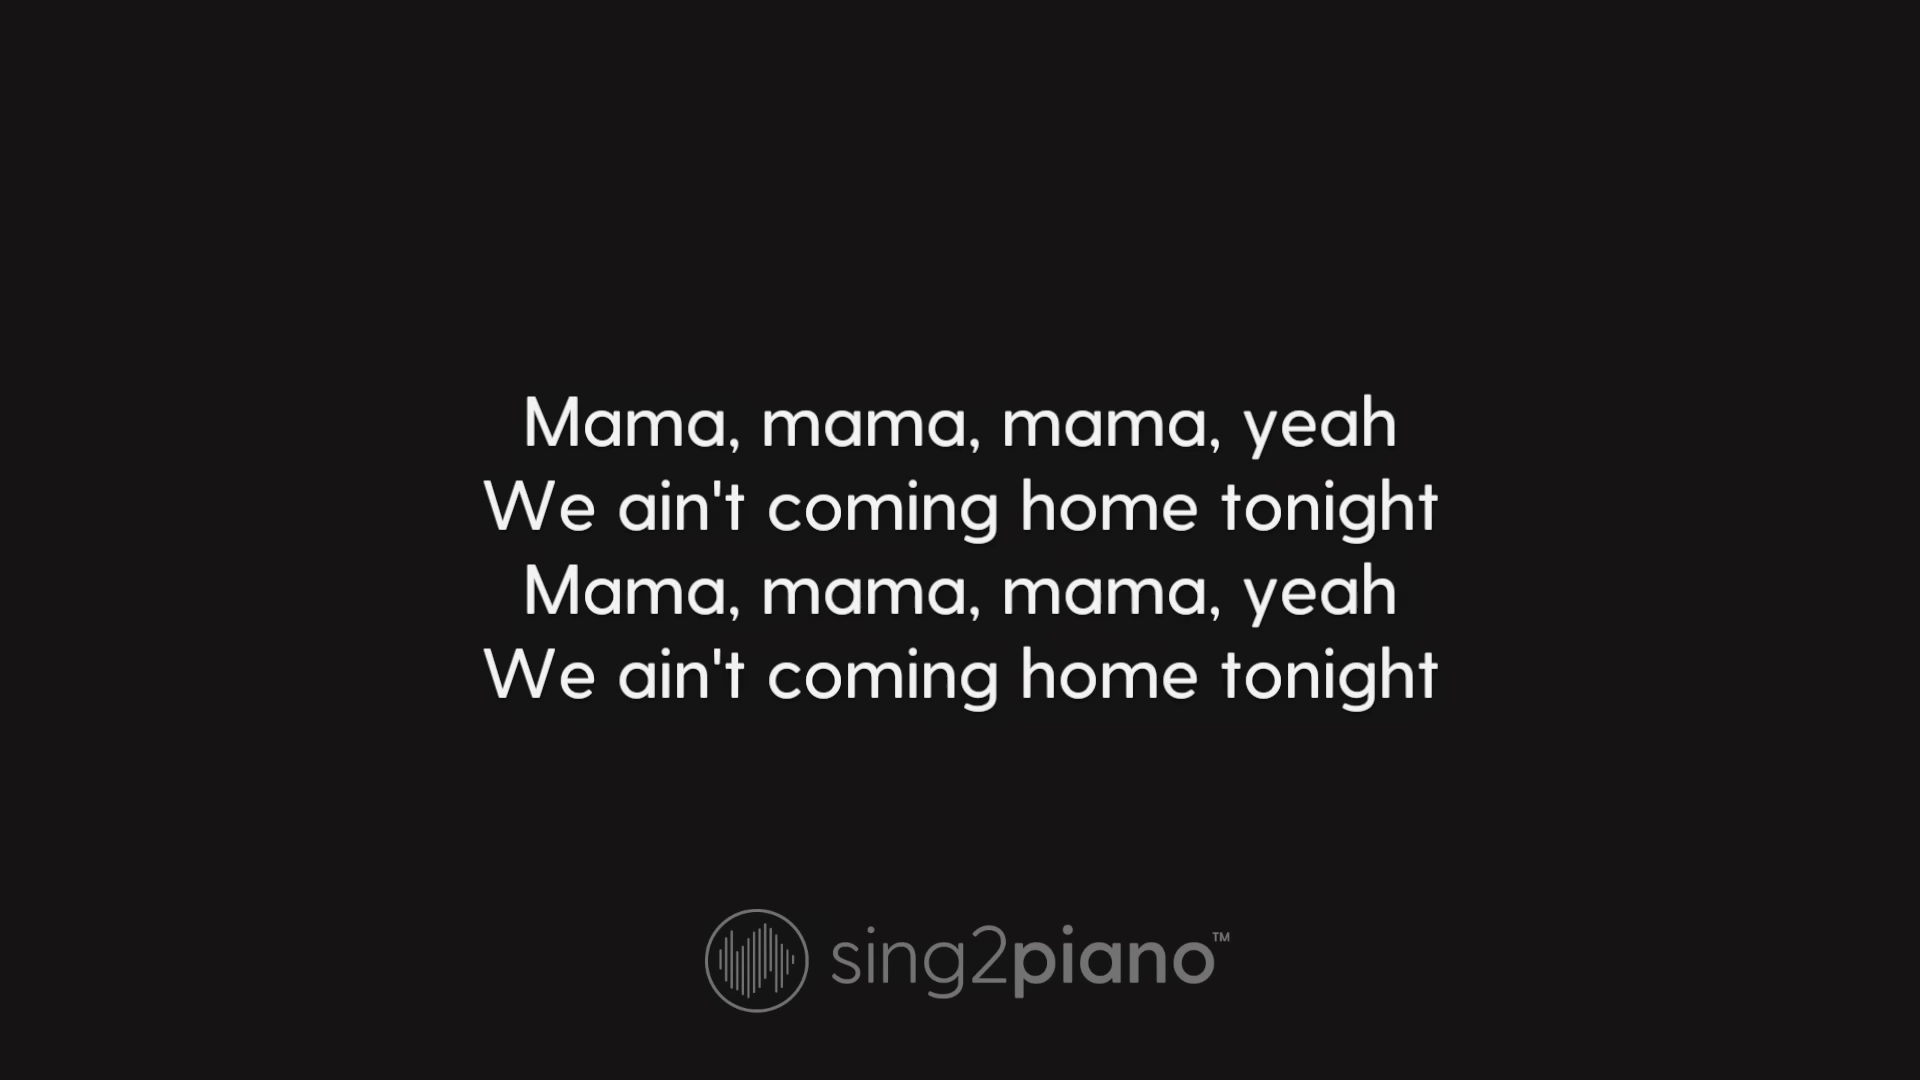 Mama, mama, mama, yeah
We ain't coming home tonight
Mama, mama, mama, yeah
We ain't coming home tonight
sing2piano™